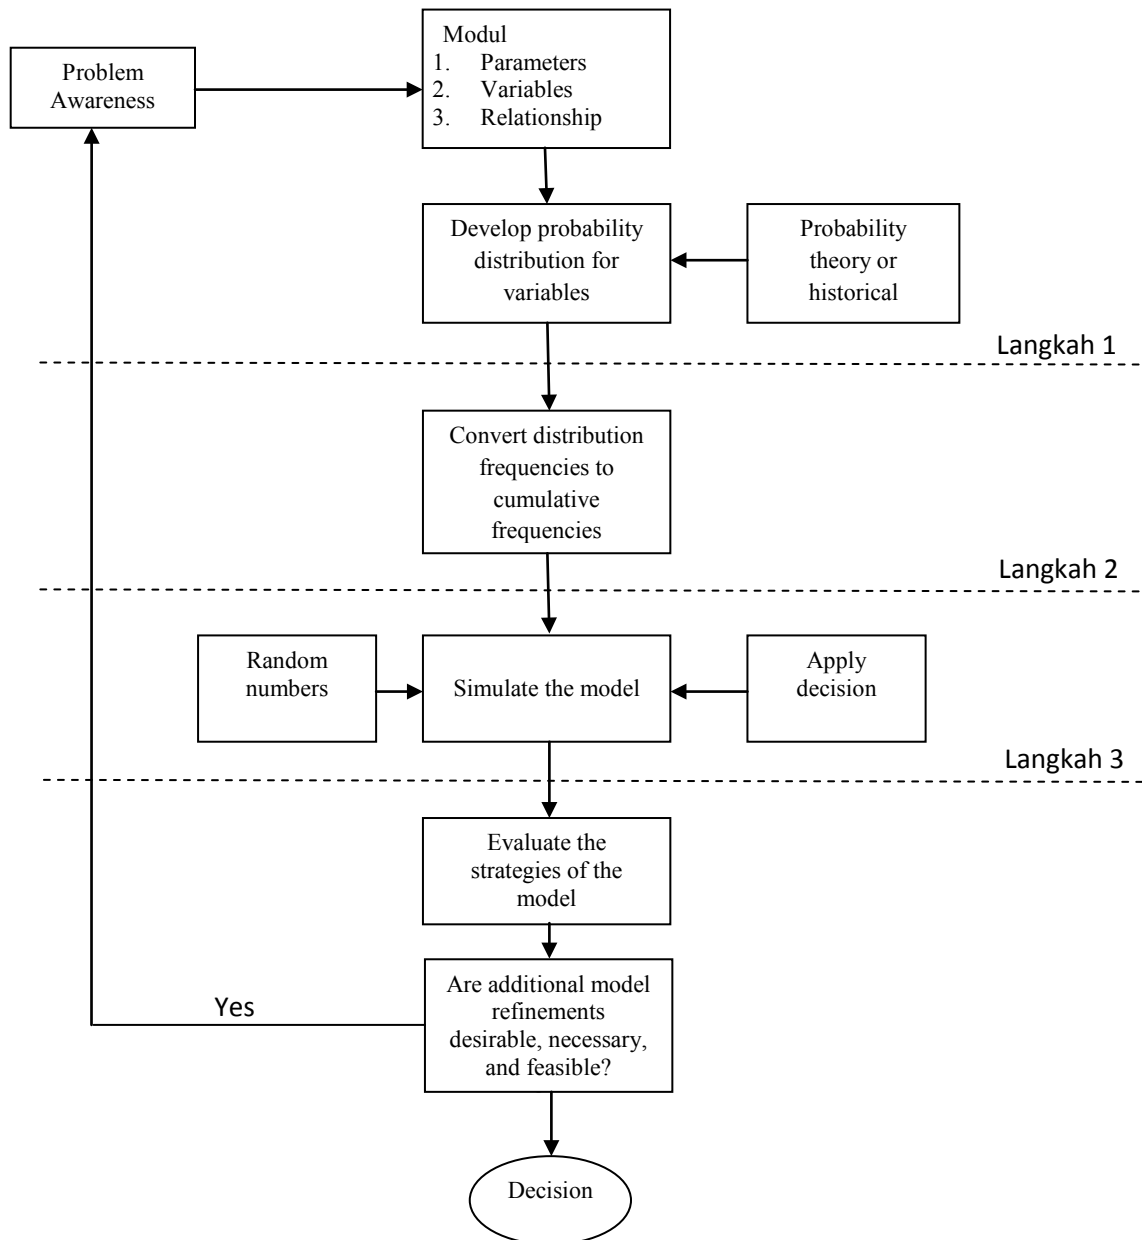 Problem
Awareness
Modul
1. Parameters
2. Variables
3. Relationship
Develop probability
distribution for
variables
Probability
theory or
historical
Langkah 1
Convert distribution
frequencies to
cumulative
frequencies
Langkah 2
Random
numbers
Simulate the model
Apply
decision
Langkah 3
Evaluate the
strategies of the
model
Are additional model
refinements
desirable, necessary,
and feasible?
Yes
Decision